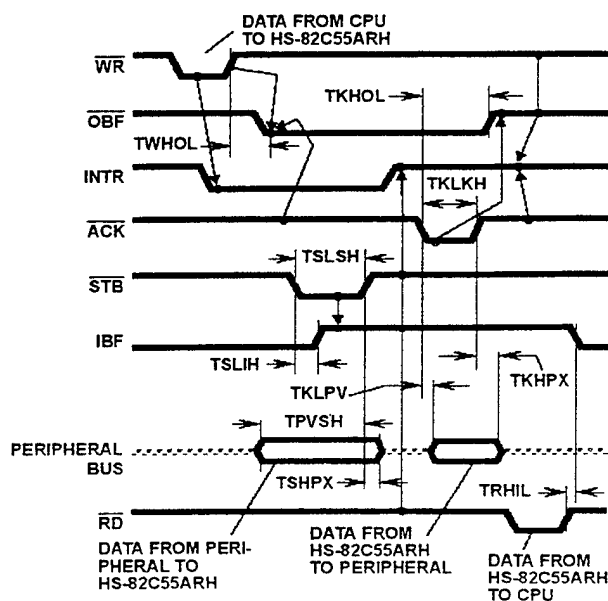 DATA FROM CPU
TO HS-82C55ARH
WR
TKHOL
OBF
TWHOL
INTR
TKLKH
ACK
TSLSH
STB
IBF
TSLIH
TKLPV
TKHPX
TPVSH
PERIPHERAL
BUS
TSHPX
TRHIL
RD
DATA FROM PERI-
PHERAL TO
HS-82C55ARH
DATA FROM
HS-82C55ARH
TO PERIPHERAL
DATA FROM
HS-82C55ARH
TO CPU